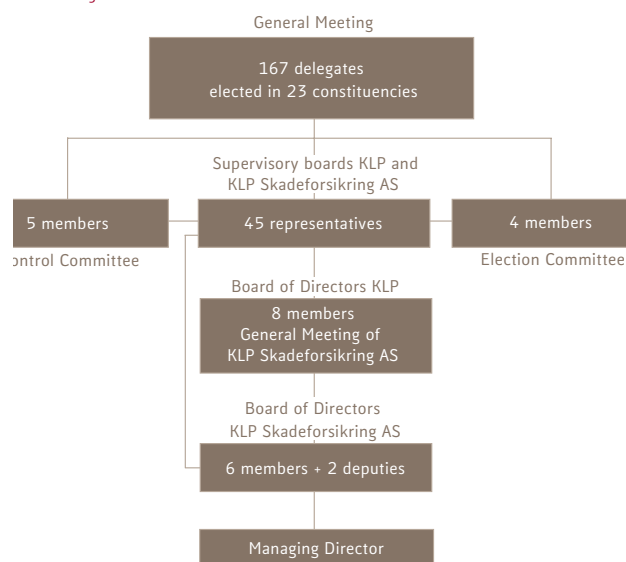 General Meeting
167 delegates
elected in 23 constituencies
Supervisory boards KLP and
KLP Skadeforsikring AS
5 members
45 representatives
4 members
ontrol Committee
Election Committee
Board of Directors KLP
8 members
General Meeting of
KLP Skadeforsikring AS
Board of Directors
KLP Skadeforsikring AS
6 members + 2 deputies
Managing Director